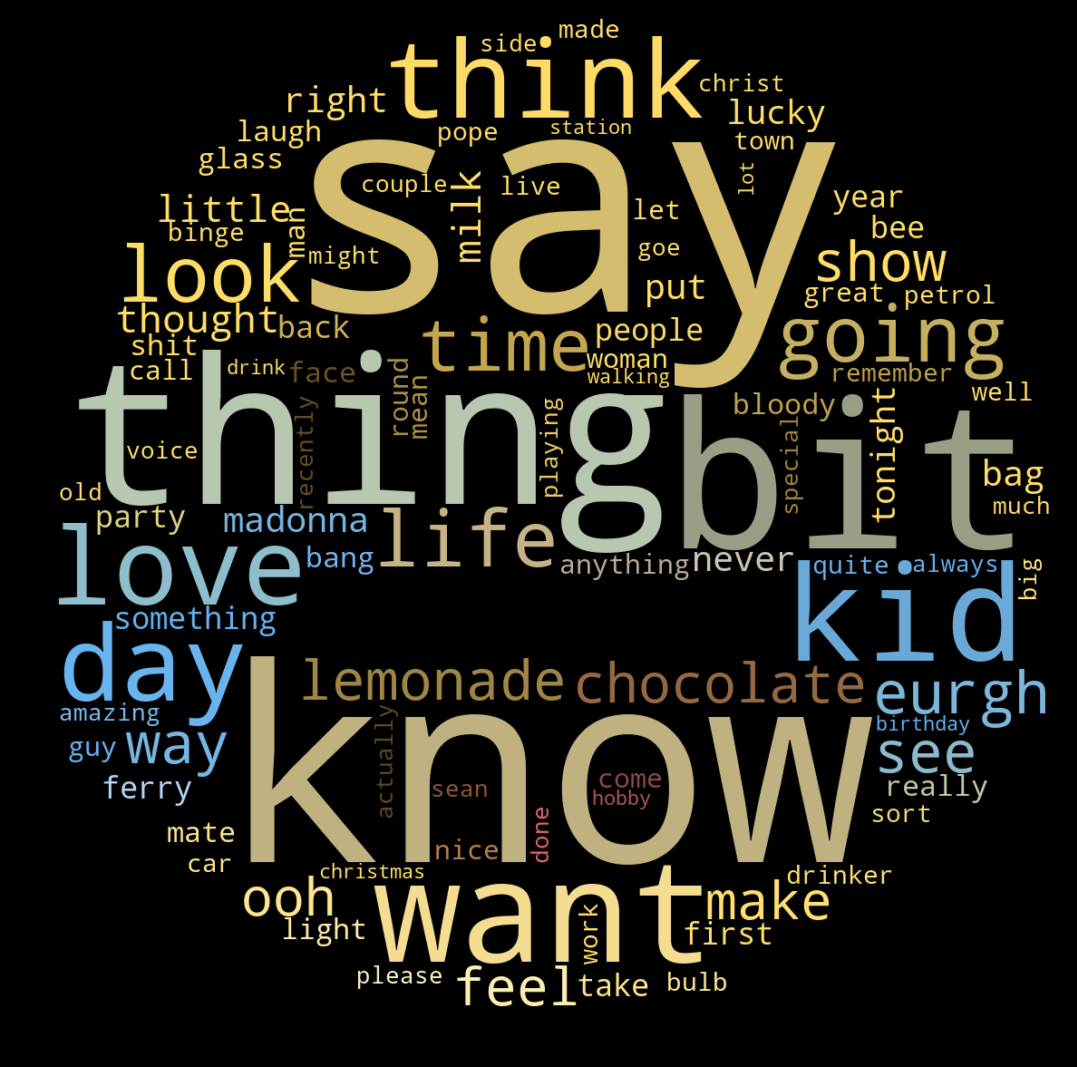 made
side
think
christ
right
lucky
laugh
pope
station
town
glass
say
couple
live
milk
lot
year
little
let
man
binge
bee
look
might
goe
show
put
great
petrol
thought
back
time
people
going
shit
woman
call
drink
face
walking
remember
well
thing
round
mean
bloody
bit
recently
playing
special
tonight
voice
bag
old
much
party
madonna
life
love
bang
anything
never
quite
always
big
something
kid
day
lemonade
chocolate
eurgh
amazing
birthday
guy
way
know
actually
see
ferry
sean
come
hobby
really
sort
mate
nice
done
car
christmas
drinker
ooh
want
make
light
work
first
please
feel
take
bulb